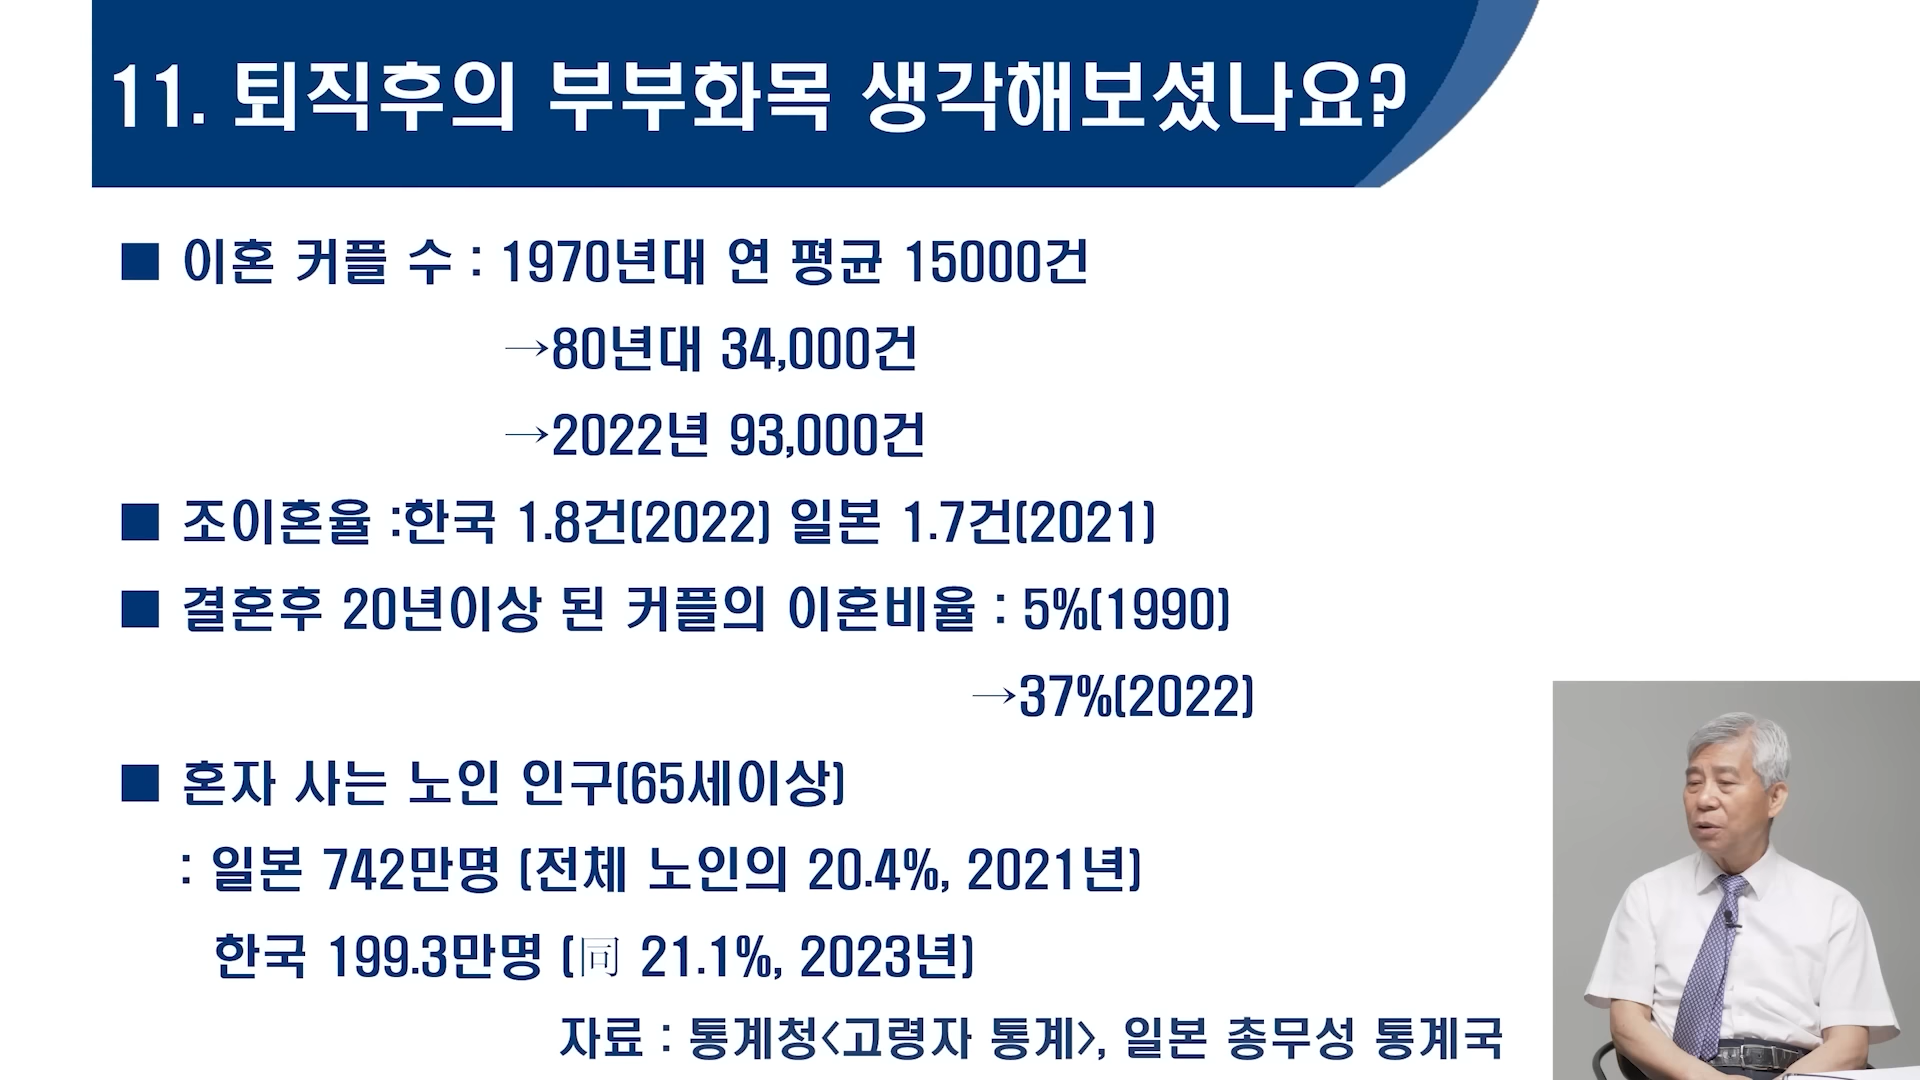 11. 퇴직후의 부부화목 생각해보셨나요?
■ 이혼 커플 수 : 1970년대 연 평균 15000건
→80년대 34,000건
→2022년 93,000건
■ 조이혼율 :한국 1.8건(2022) 일본 1.7건(2021)
■ 결혼후 20년이상 된 커플의 이혼비율 : 5%(1990)
→37%(2022)
■ 혼자 사는 노인 인구(65세이상)
: 일본 742만명 (전체 노인의 20.4%, 2021년)
한국 199.3만명 (同 21.1%, 2023년)
자료 : 통계청<고령자 통계>, 일본 총무성 통계국